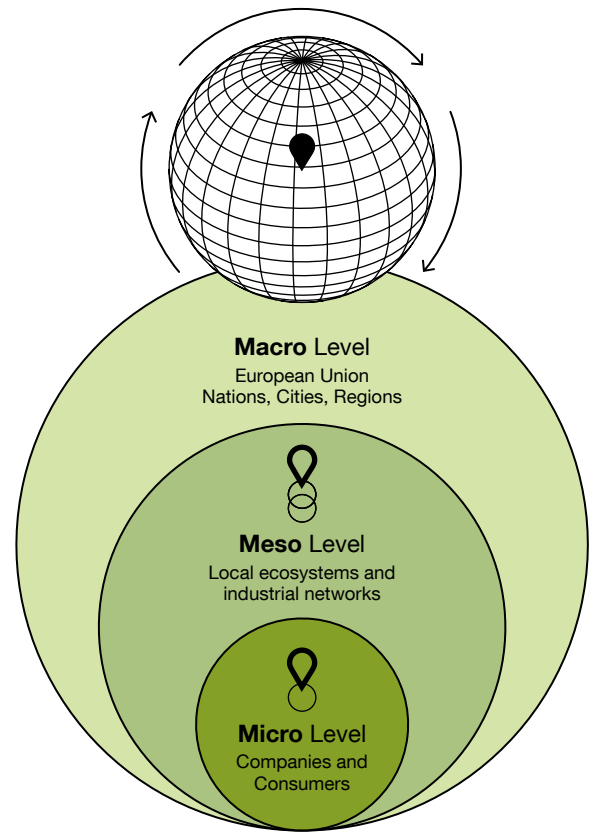 Macro Level
European Union
Nations, Cities, Regions
Meso Level
Local ecosystems and
industrial networks
Micro Level
Companies and
Consumers